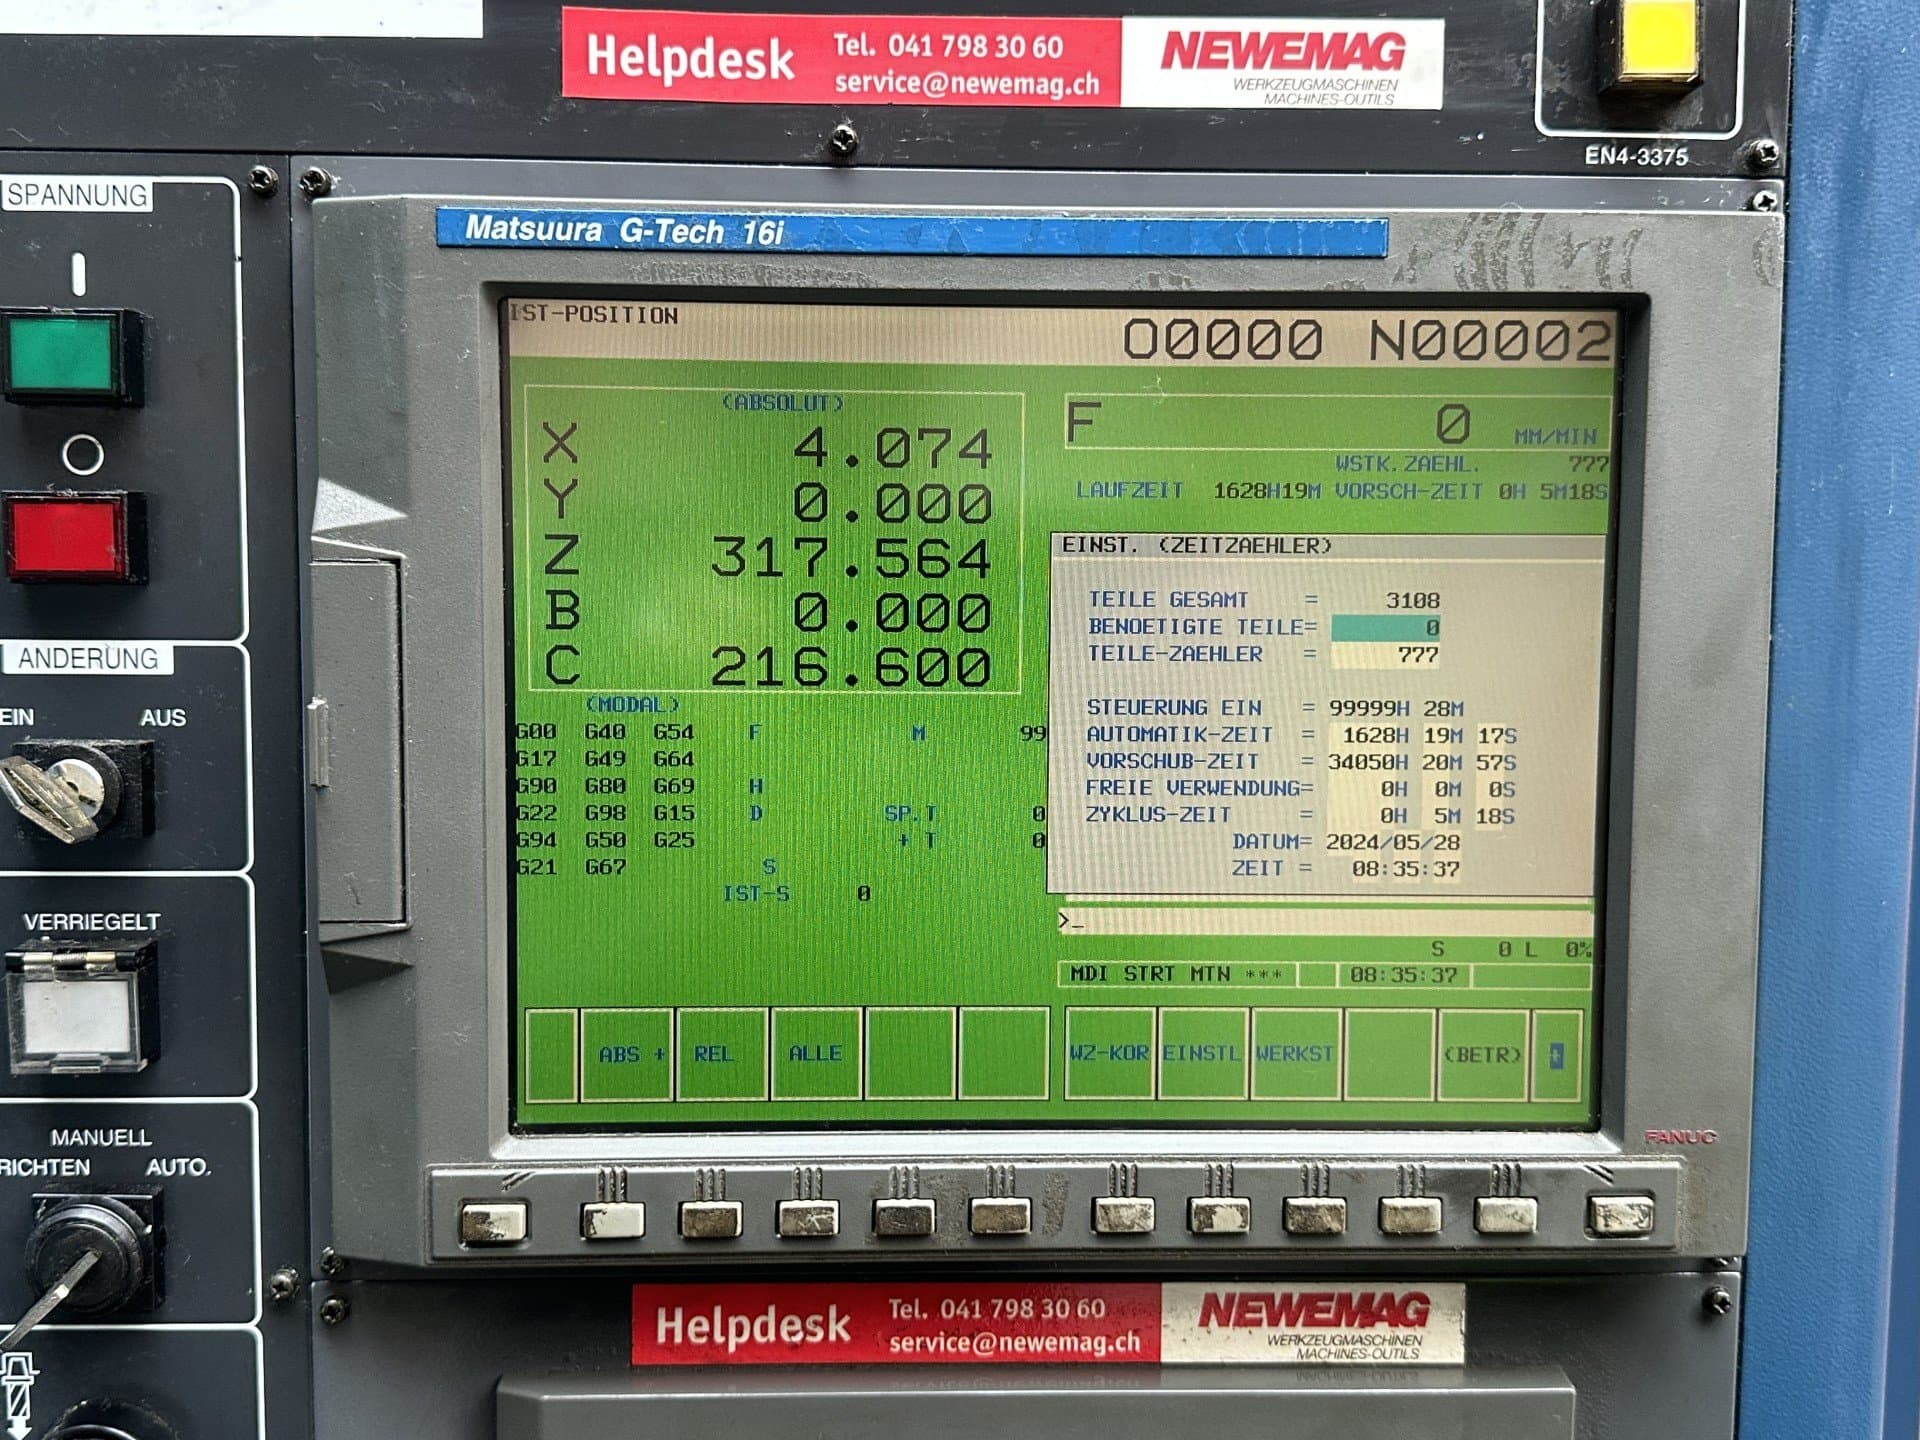 Helpdesk Tel. 041 798 30 60
service@newemag.ch
NEWEMAG
WERKZEUGMASCHINEN
MACHINES-OUTILS
EN4-3375
SPANNUNG
Matsuura G-Tech 16i
IST-POSITION
O0000 N00002
(ABSOLUT)
X 4.074
Y 0.000
Z 317.564
B 0.000
C 216.600
F 0 MM/MIN
WSTK.ZAEHL. 777
LAUFZEIT 1628H19M VORSCH-ZEIT 0H 5M18S
EINST. (ZEITZAEHLER)
TEILE GESAMT = 3108
BENOETIGTE TEILE= 0
TEILE-ZAEHLER = 777
STEUERUNG EIN = 99999H 28M
AUTOMATIK-ZEIT = 1628H 19M 17S
VORSCHUB-ZEIT = 34050H 20M 57S
FREIE VERWENDUNG= 0H 0M 0S
ZYKLUS-ZEIT = 0H 5M 18S
DATUM= 2024/05/28
ZEIT = 08:35:37
(MODAL)
G00 G40 G54 F M 99
G17 G49 G64
G90 G80 G69 H
G22 G98 G15 D SP.T 0
G94 G50 G25 + T 0
G21 G67 S
IST-S 0
>_
S 0 L 0%
MDI STRT MTN *** 08:35:37
ABS + REL ALLE WZ-KOR EINSTL WERKST (BETR) +
FANUC
ÄNDERUNG
EIN AUS
VERRIEGELT
MANUELL
RICHTEN AUTO.
Helpdesk Tel. 041 798 30 60
service@newemag.ch
NEWEMAG
WERKZEUGMASCHINEN
MACHINES-OUTILS